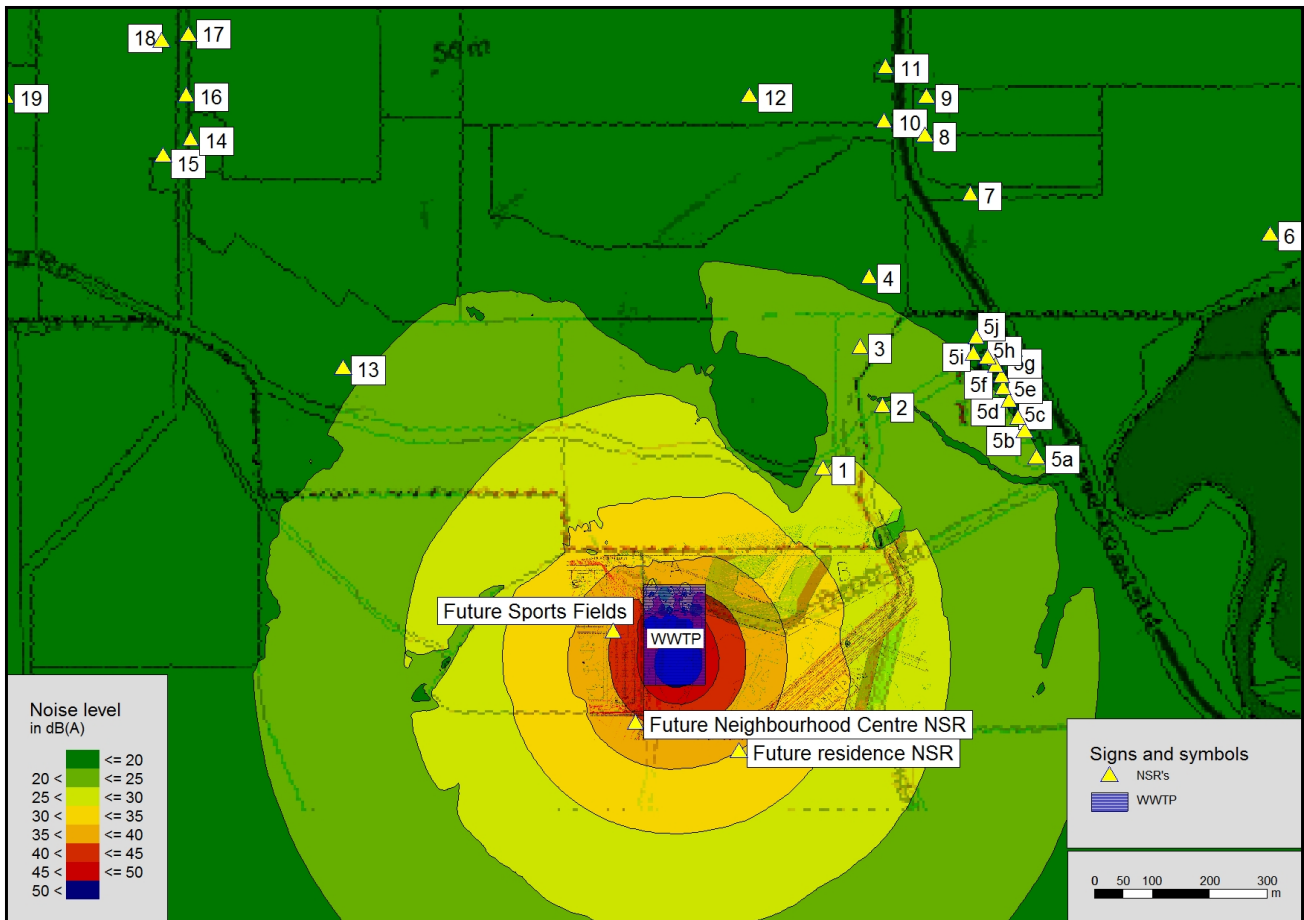 18
17
50 m
11
12
9
19
16
10
8
14
15
7
6
4
5j
3
5h
5i
5g
13
5f
5e
2
5d
5c
5b
5a
1
Future Sports Fields
WWTP
Future Neighbourhood Centre NSR
Future residence NSR
Noise level
in dB(A)
<= 20
20 < <= 25
25 < <= 30
30 < <= 35
35 < <= 40
40 < <= 45
45 < <= 50
50 <
Signs and symbols
NSR's
WWTP
0 50 100 200 300
m